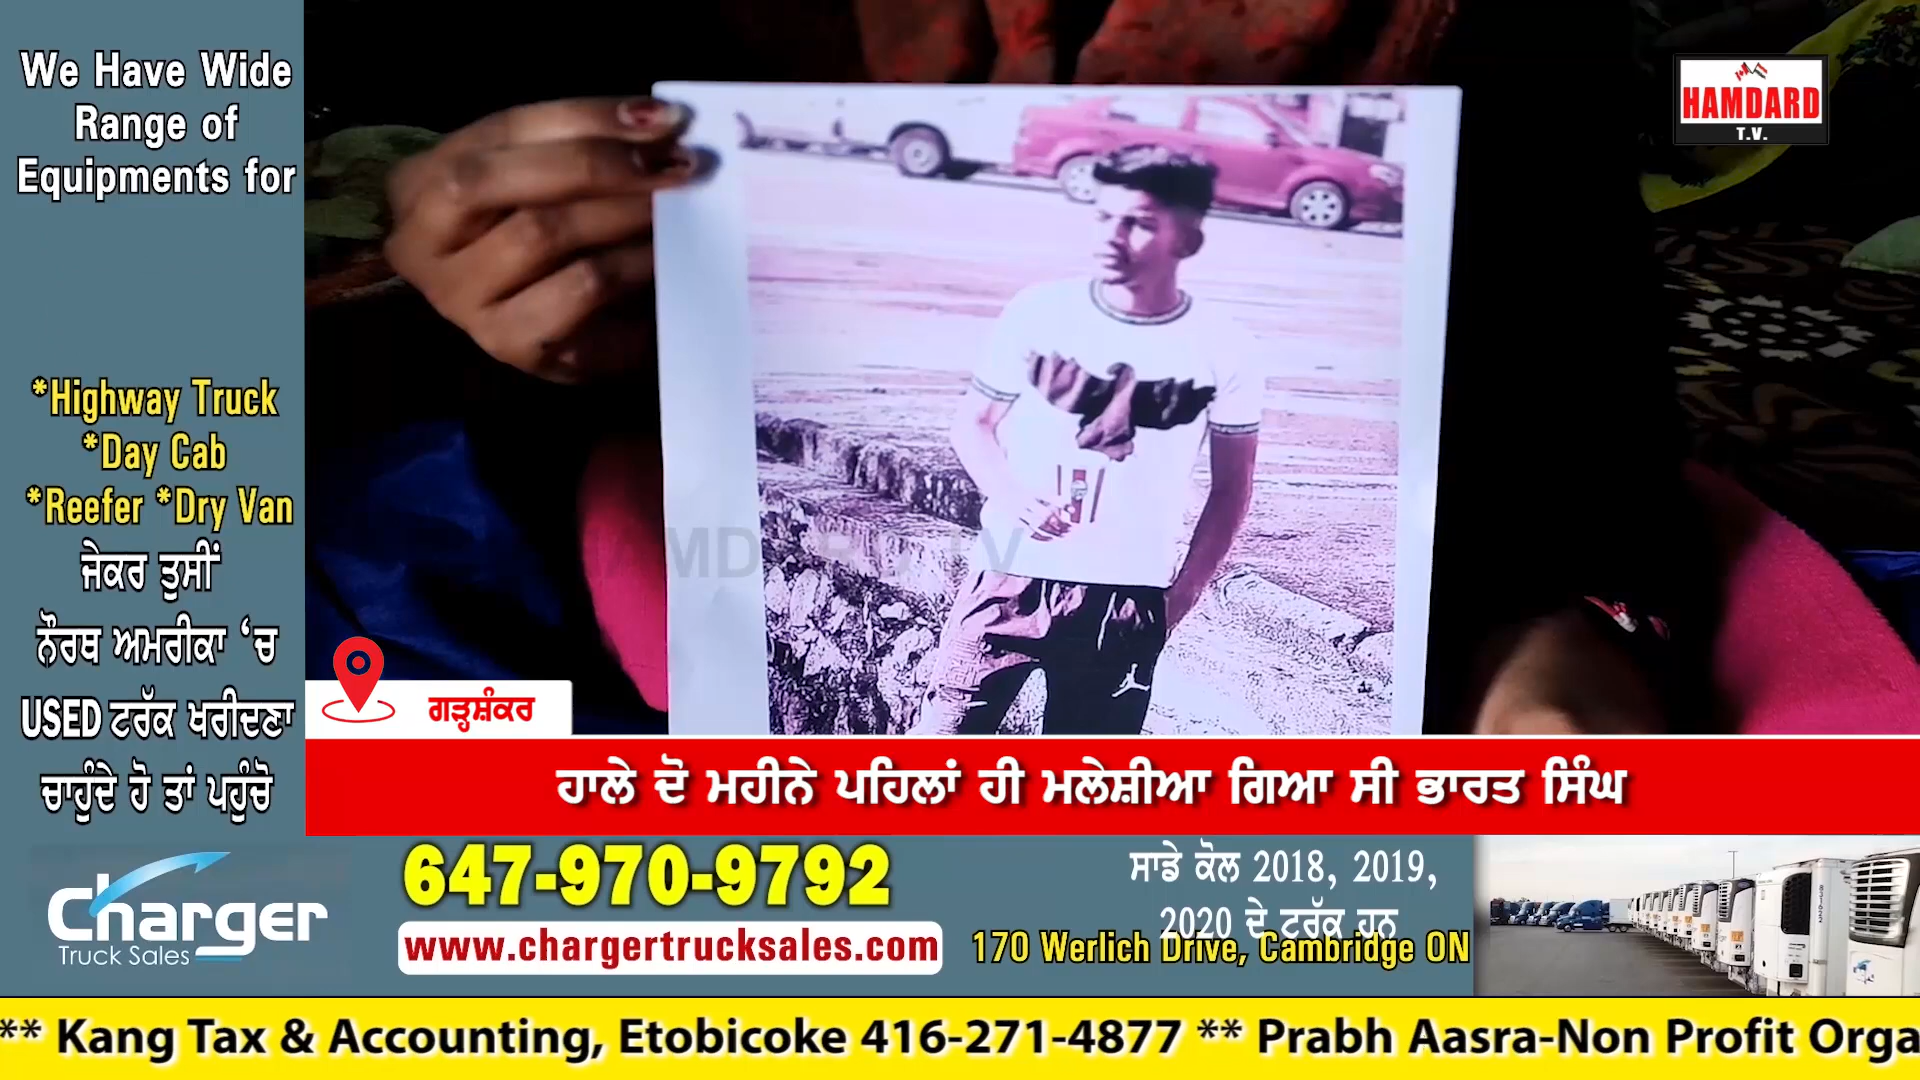 We Have Wide
Range of
Equipments for
*Highway Truck
*Day Cab
*Reefer *Dry Van
ਜੇਕਰ ਤੁਸੀਂ
ਨੌਰਥ ਅਮਰੀਕਾ ‘ਚ
USED ਟਰੱਕ ਖਰੀਦਣਾ
ਚਾਹੁੰਦੇ ਹੋ ਤਾਂ ਪਹੁੰਚੋ
HAMDARD
T.V.
ਗੜ੍ਹਸ਼ੰਕਰ
ਹਾਲੇ ਦੋ ਮਹੀਨੇ ਪਹਿਲਾਂ ਹੀ ਮਲੇਸ਼ੀਆ ਗਿਆ ਸੀ ਭਾਰਤ ਸਿੰਘ
Charger
Truck Sales
647-970-9792
www.chargertrucksales.com
ਸਾਡੇ ਕੋਲ 2018, 2019,
2020 ਦੇ ਟਰੱਕ ਹਨ
170 Werlich Drive, Cambridge ON
** Kang Tax & Accounting, Etobicoke 416-271-4877 ** Prabh Aasra-Non Profit Orga